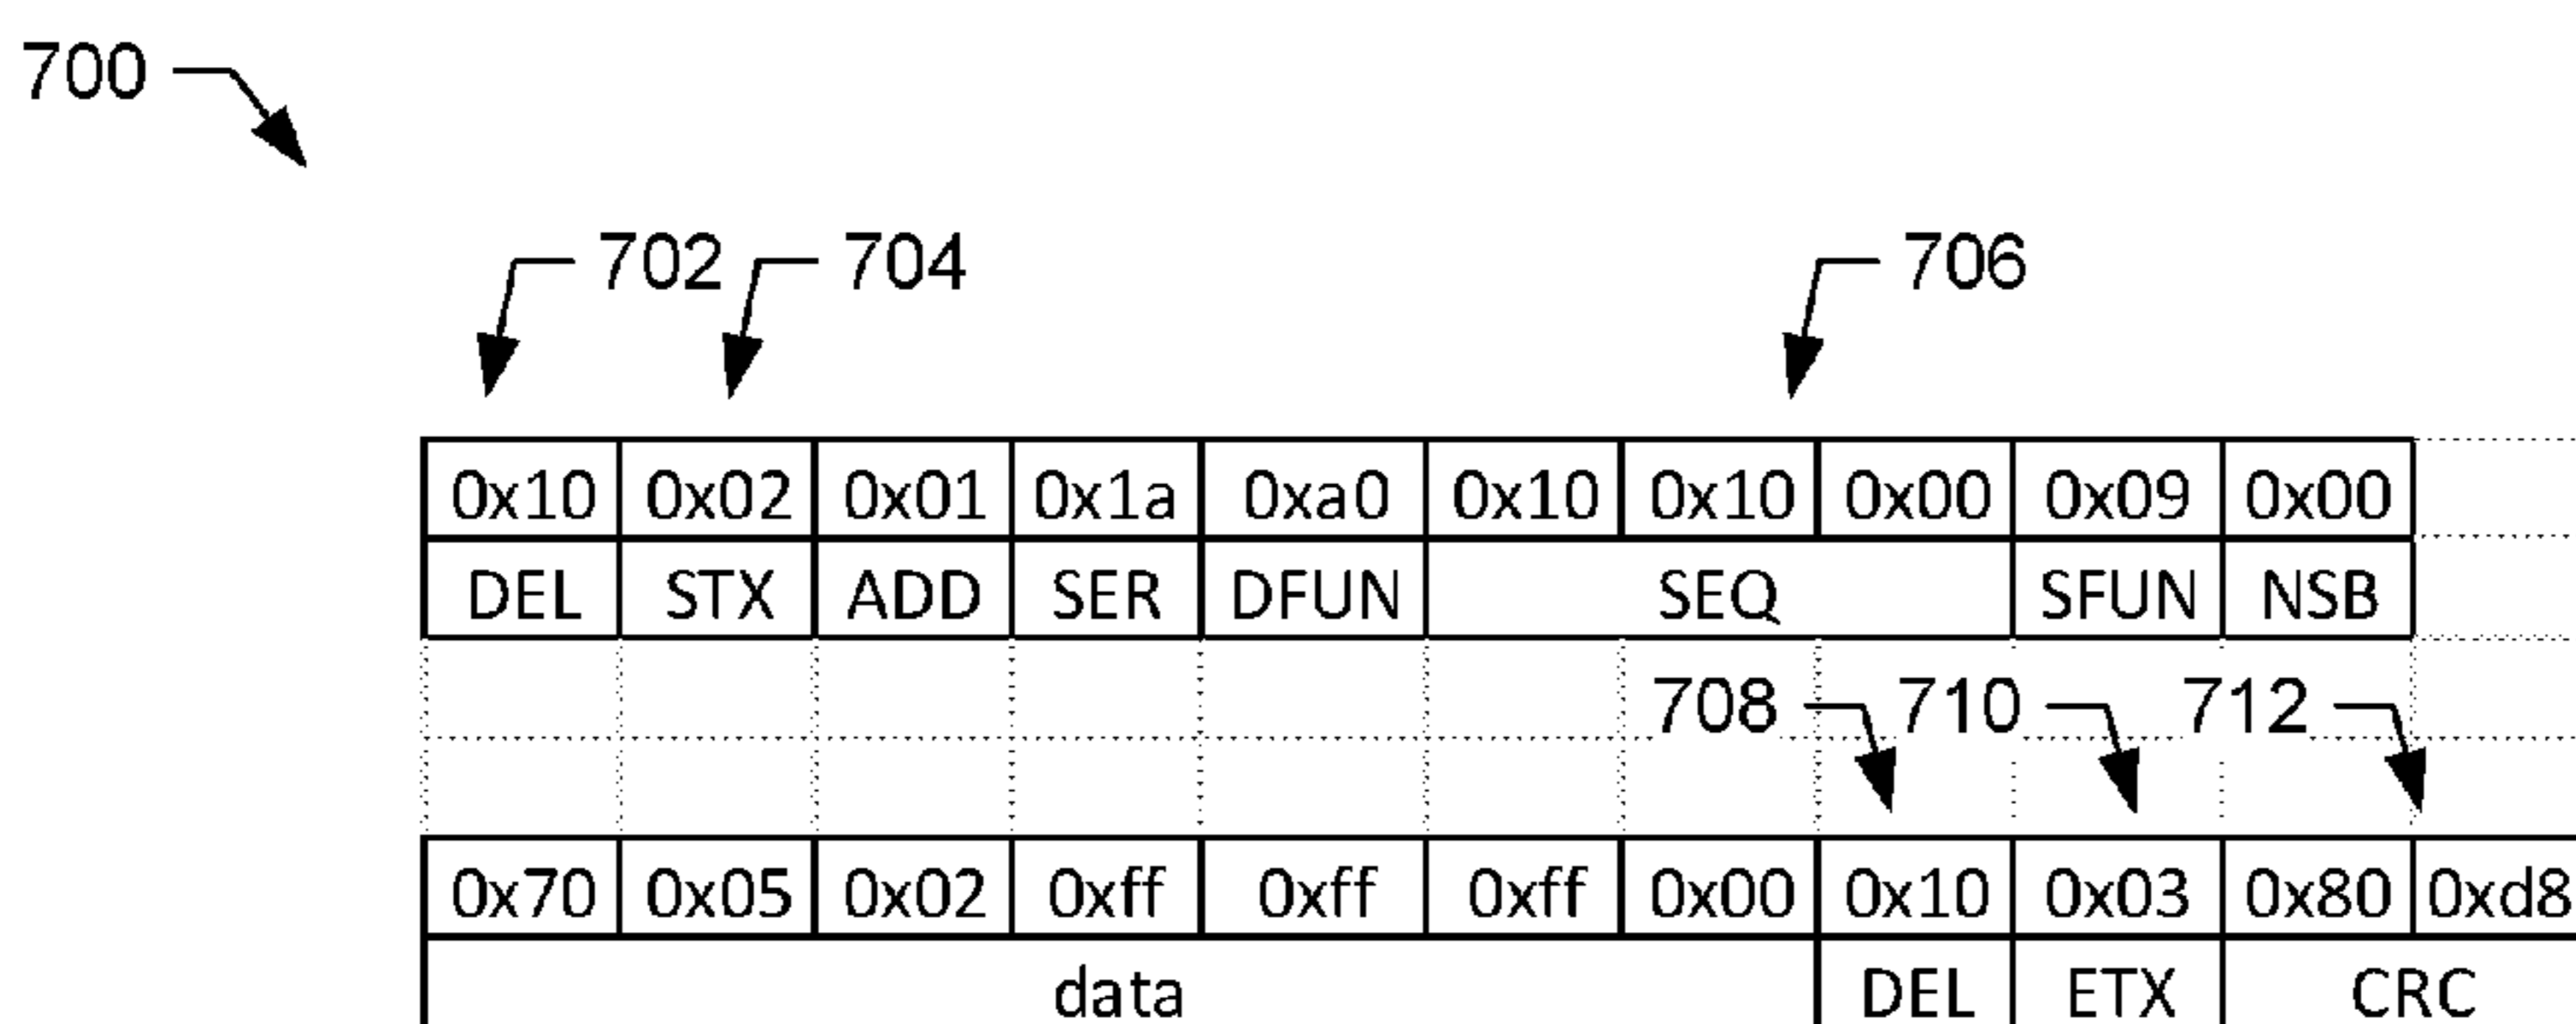 700
702 704 706
0x10 0x02 0x01 0x1a 0xa0 0x10 0x10 0x00 0x09 0x00
DEL STX ADD SER DFUN SEQ SFUN NSB
708 710 712
0x70 0x05 0x02 0xff 0xff 0xff 0x00 0x10 0x03 0x80 0xd8
data DEL ETX CRC